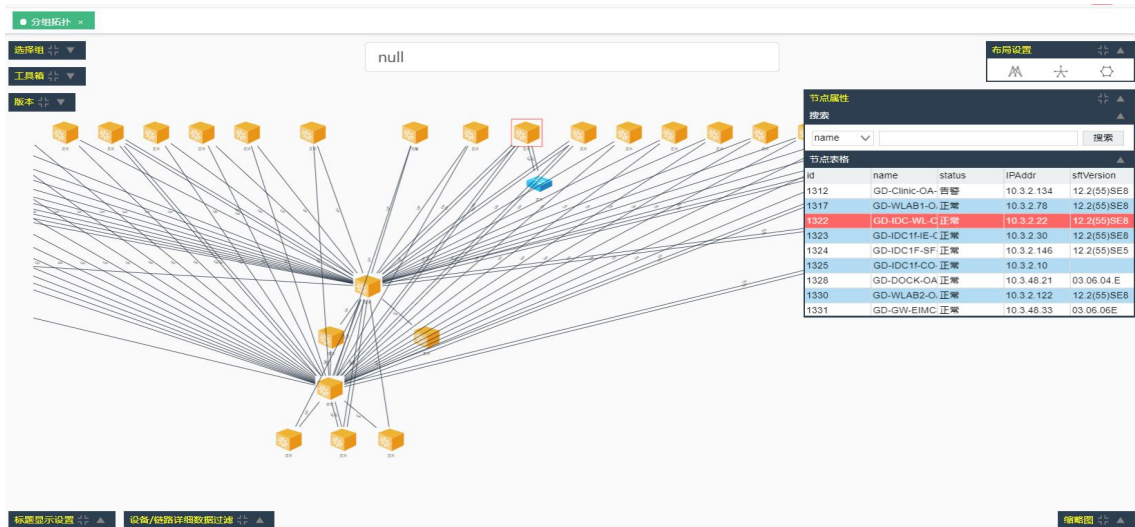 分组拓扑 ×
选择组
null
布局设置
工具箱
版本
节点属性
搜索
name 搜索
节点表格
id name status IPAddr sftVersion
1312 GD-Clinic-OA- 告警 10.3.2.134 12.2(55)SE8
1317 GD-WLAB1-O. 正常 10.3.2.78 12.2(55)SE8
1322 GD-IDC-WL-C 正常 10.3.2.22 12.2(55)SE8
1323 GD-IDC1f-IE-C 正常 10.3.2.30 12.2(55)SE8
1324 GD-IDC1F-SF 正常 10.3.2.146 12.2(55)SE5
1325 GD-IDC1f-CO 正常 10.3.2.10
1328 GD-DOCK-OA 正常 10.3.48.21 03.06.04.E
1330 GD-WLAB2-O. 正常 10.3.2.122 12.2(55)SE8
1331 GD-GW-EIMC 正常 10.3.48.33 03.06.06E
标题显示设置 设备/链路详细数据过滤 缩略图